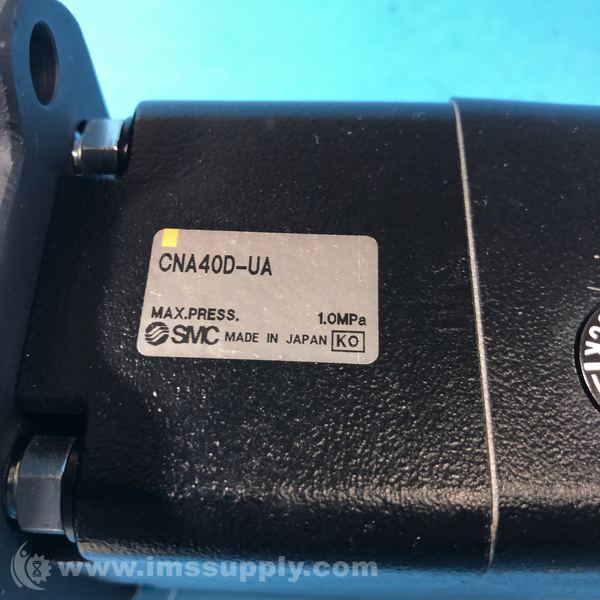 CNA40D-UA
MAX.PRESS. 1.0MPa
SMC MADE IN JAPAN KO
www.imssupply.com